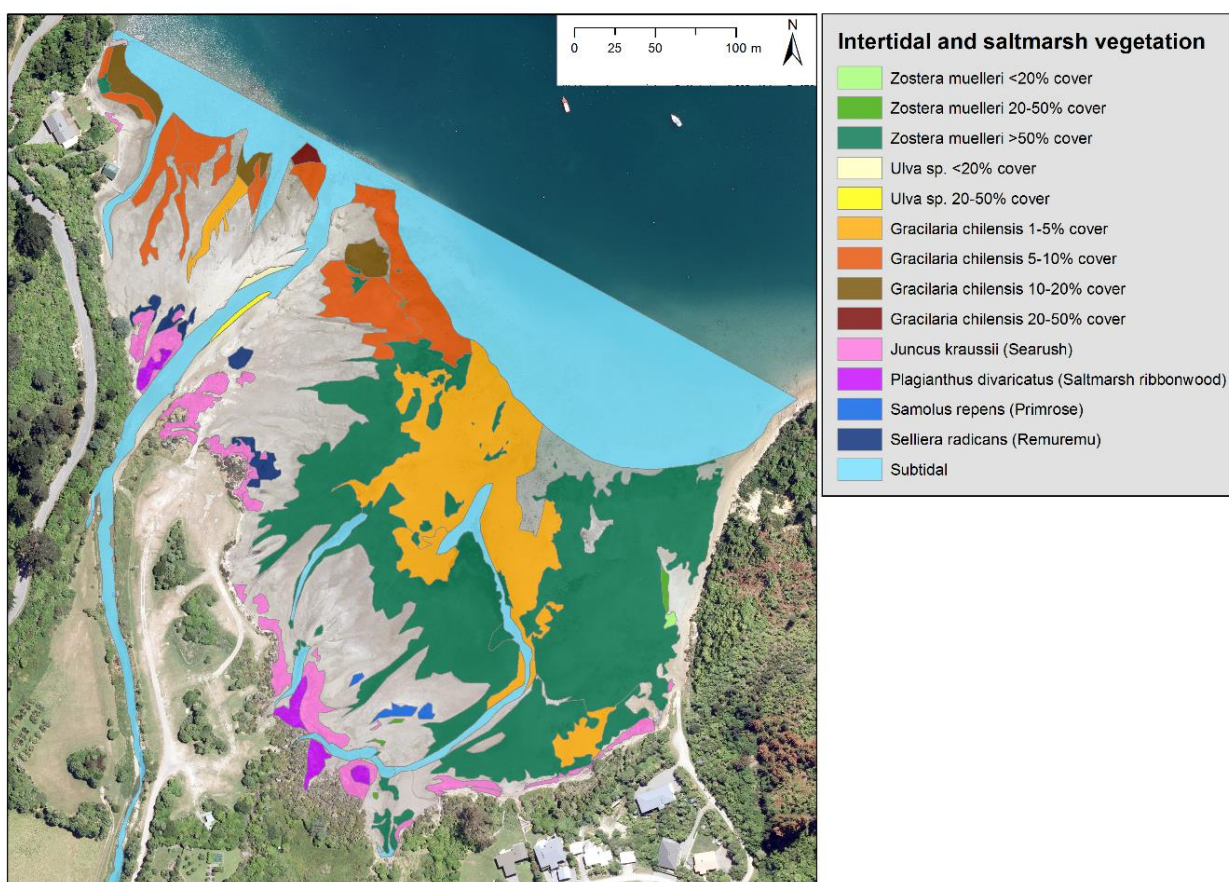 N
0 25 50 100 m
Intertidal and saltmarsh vegetation
Zostera muelleri <20% cover
Zostera muelleri 20-50% cover
Zostera muelleri >50% cover
Ulva sp. <20% cover
Ulva sp. 20-50% cover
Gracilaria chilensis 1-5% cover
Gracilaria chilensis 5-10% cover
Gracilaria chilensis 10-20% cover
Gracilaria chilensis 20-50% cover
Juncus kraussii (Searush)
Plagianthus divaricatus (Saltmarsh ribbonwood)
Samolus repens (Primrose)
Selliera radicans (Remuremu)
Subtidal